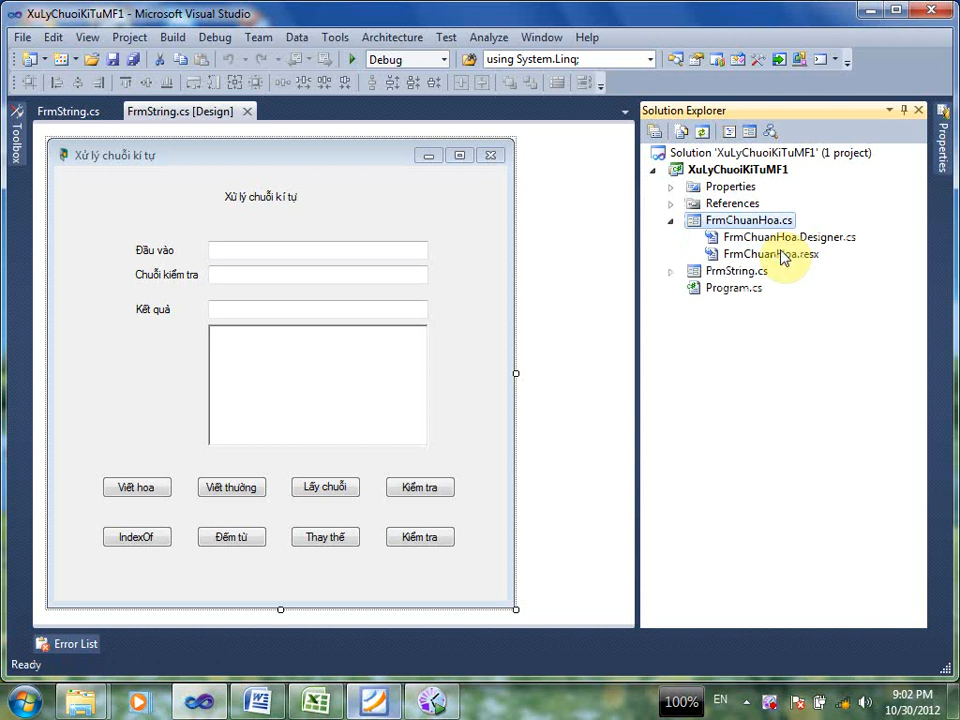 XuLyChuoiKiTuMF1 - Microsoft Visual Studio
File Edit View Project Build Debug Team Data Tools Architecture Test Analyze Window Help
Debug using System.Linq;
FrmString.cs FrmString.cs [Design]
Toolbox
Xử lý chuỗi kí tự
Xử lý chuỗi kí tự
Đầu vào
Chuỗi kiểm tra
Kết quả
Viết hoa Viết thường Lấy chuỗi Kiểm tra
IndexOf Đếm từ Thay thế Kiểm tra
Solution Explorer
Solution 'XuLyChuoiKiTuMF1' (1 project)
XuLyChuoiKiTuMF1
Properties
References
FrmChuanHoa.cs
FrmChuanHoa.Designer.cs
FrmChuanHoa.resx
FrmString.cs
Program.cs
Properties
Error List
Ready
100% EN 9:02 PM
10/30/2012